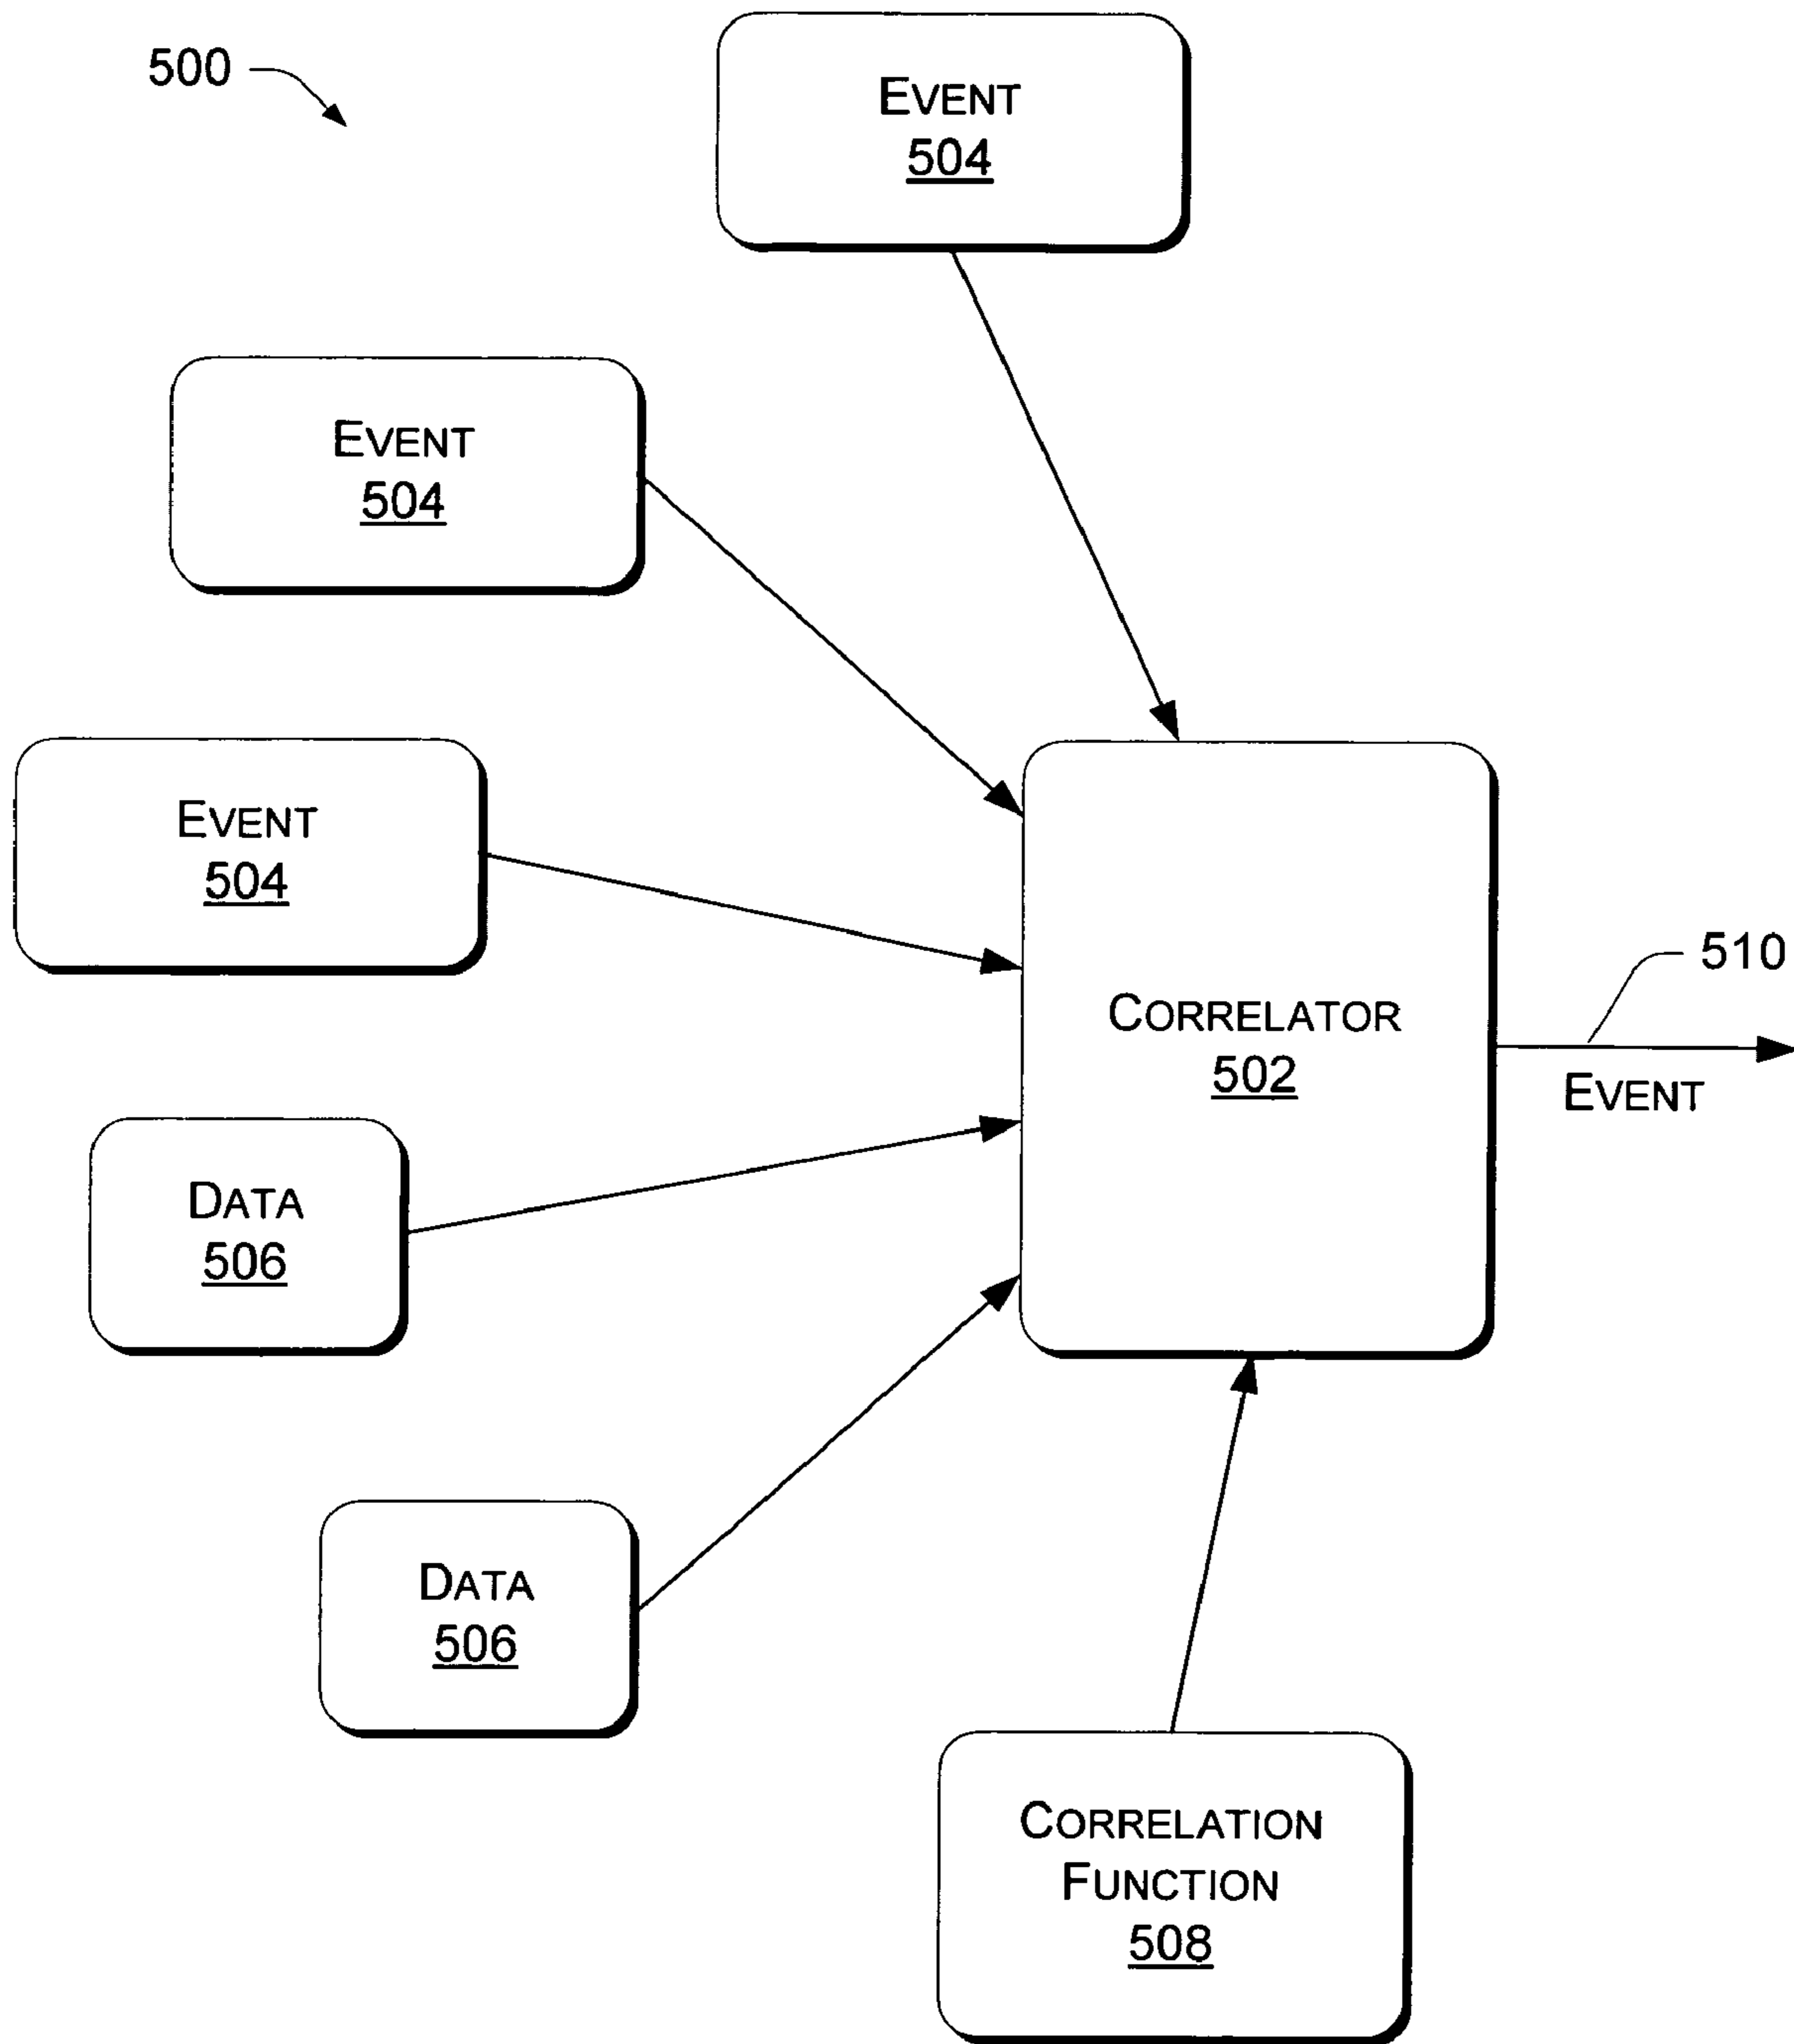 500
EVENT
504
EVENT
504
EVENT
504
510
CORRELATOR
502
EVENT
DATA
506
DATA
506
CORRELATION
FUNCTION
508